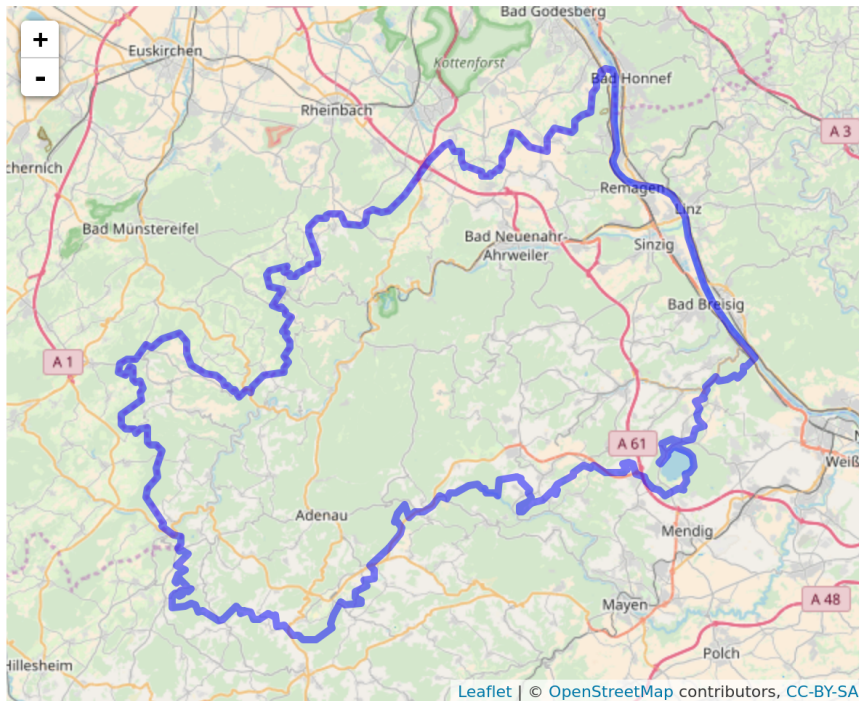 Bad Godesberg
+
-
Euskirchen
Kottenforst
Bad Honnef
Rheinbach
A 3
chernich
Remagen
Linz
Bad Münstereifel
Bad Neuenahr-
Ahrweiler
Sinzig
Bad Breisig
A 1
A 61
N
Weiß
Adenau
Mendig
Mayen
A 48
Polch
Hillesheim
Leaflet | © OpenStreetMap contributors, CC-BY-SA